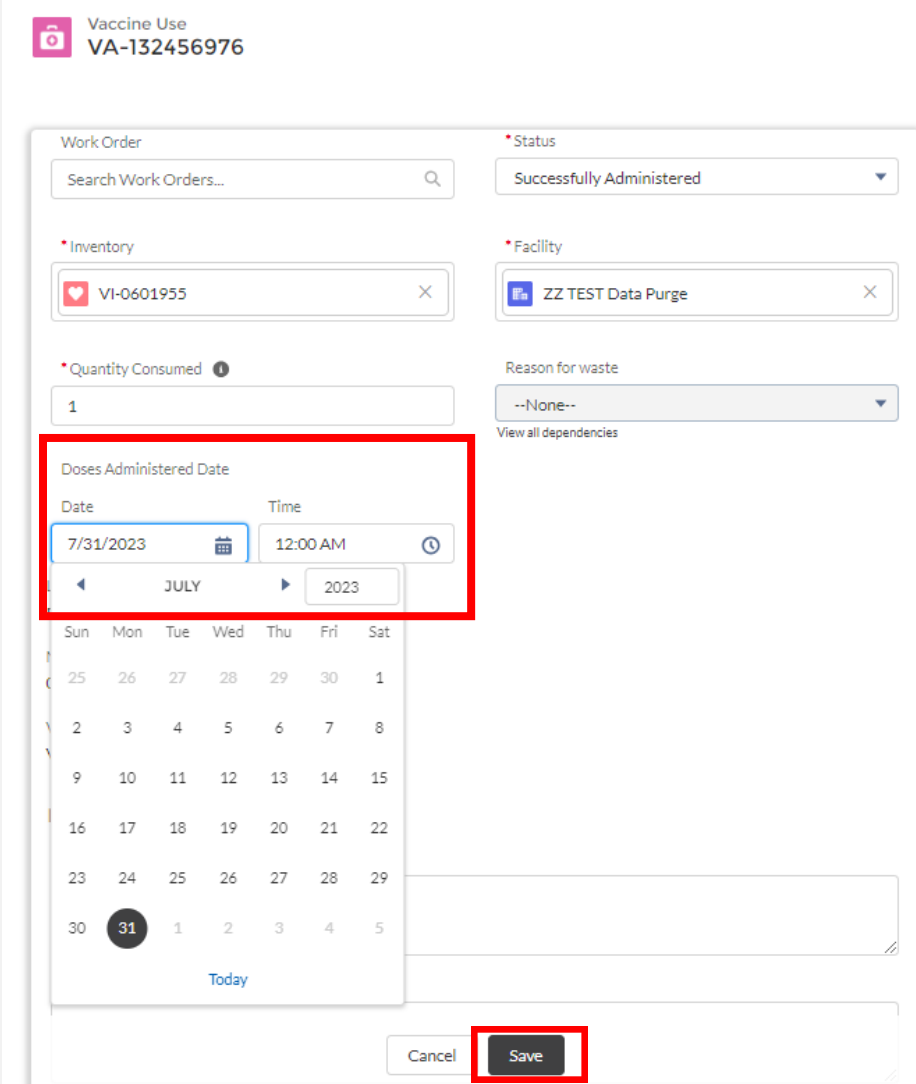 Vaccine Use
VA-132456976
Work Order
*Status
Search Work Orders...
Successfully Administered
*Inventory
*Facility
VI-0601955
ZZ TEST Data Purge
*Quantity Consumed
Reason for waste
1
--None--
View all dependencies
Doses Administered Date
Date Time
7/31/2023 12:00 AM
JULY 2023
Sun Mon Tue Wed Thu Fri Sat
25 26 27 28 29 30 1
2 3 4 5 6 7 8
9 10 11 12 13 14 15
16 17 18 19 20 21 22
23 24 25 26 27 28 29
30 31 1 2 3 4 5
Today
Cancel Save